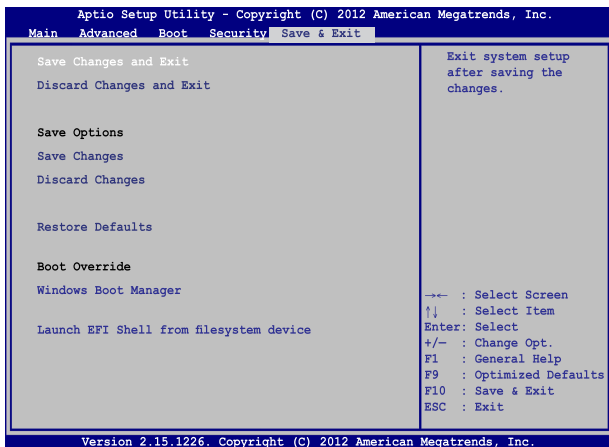 Aptio Setup Utility - Copyright (C) 2012 American Megatrends, Inc.
Main Advanced Boot Security Save & Exit
Save Changes and Exit
Discard Changes and Exit
Save Options
Save Changes
Discard Changes
Restore Defaults
Boot Override
Windows Boot Manager
Launch EFI Shell from filesystem device
Exit system setup
after saving the
changes.
→← : Select Screen
↑↓ : Select Item
Enter: Select
+/— : Change Opt.
F1 : General Help
F9 : Optimized Defaults
F10 : Save & Exit
ESC : Exit
Version 2.15.1226. Copyright (C) 2012 American Megatrends, Inc.